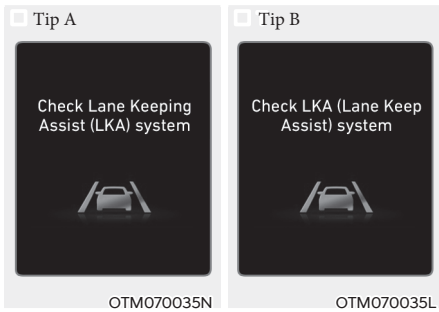 Tip A
Check Lane Keeping
Assist (LKA) system
OTM070035N
Tip B
Check LKA (Lane Keep
Assist) system
OTM070035L